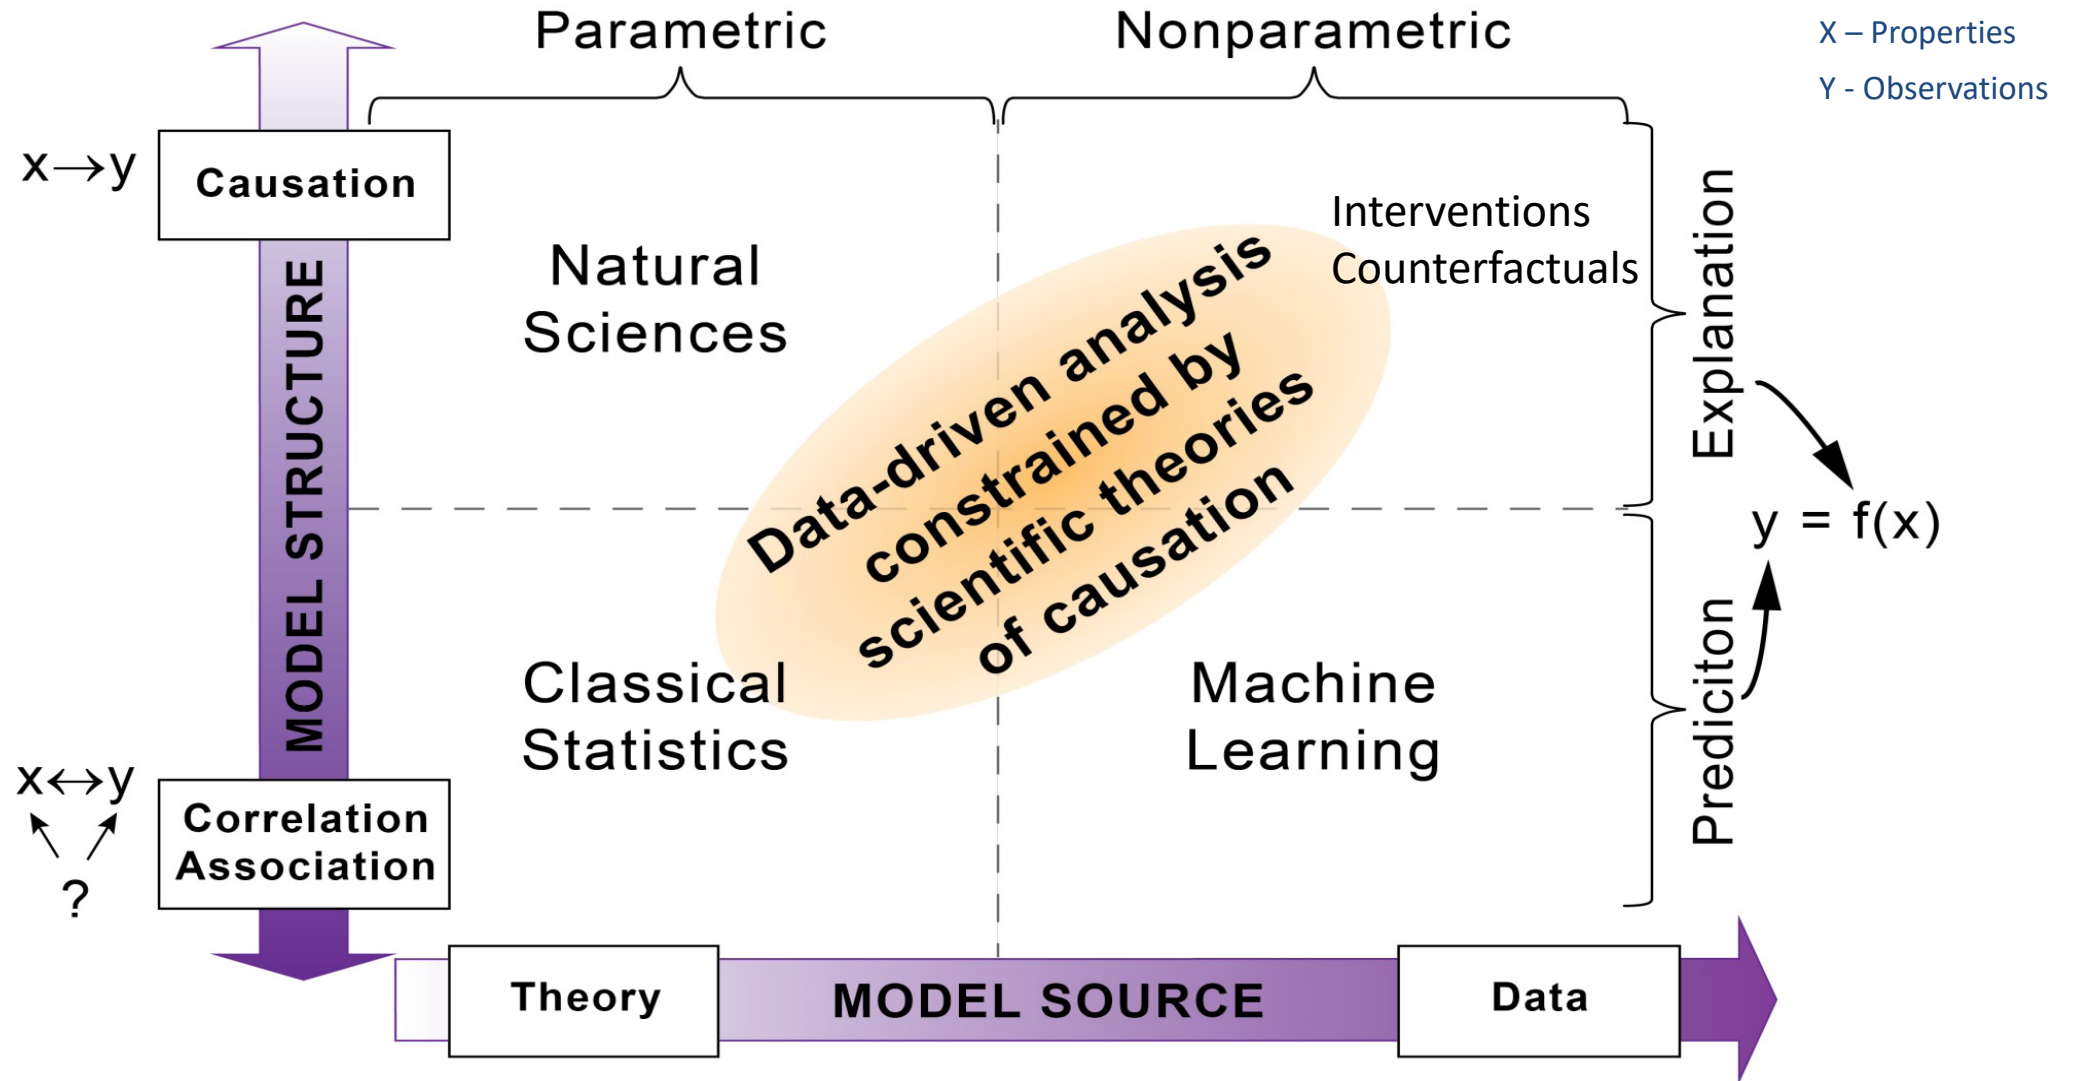 Parametric
Nonparametric
X – Properties
Y - Observations
x→y
Causation
Interventions
Counterfactuals
Natural
Sciences
Data-driven analysis
constrained by
scientific theories
of causation
MODEL STRUCTURE
Explanation
y = f(x)
Classical
Statistics
Machine
Learning
Prediciton
x↔y
?
Correlation
Association
Theory
MODEL SOURCE
Data